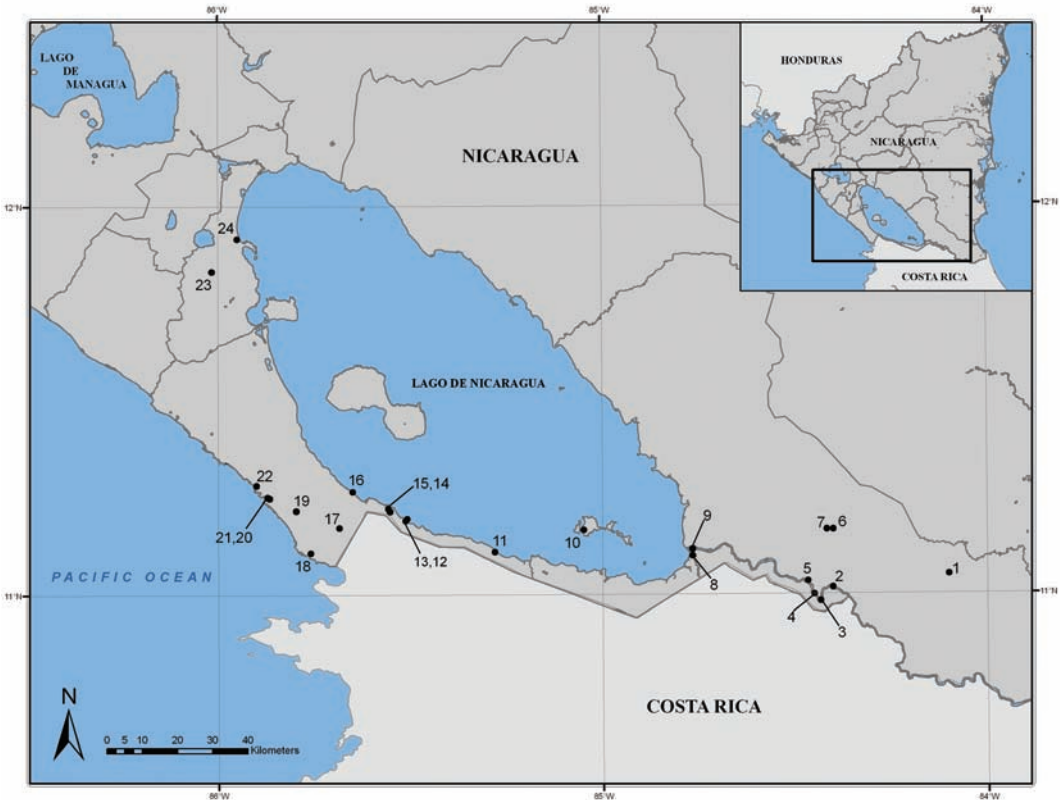 86°W
85°W
84°W
LAGO
DE
MANAGUA
HONDURAS
NICARAGUA
NICARAGUA
12°N
12°N
COSTA RICA
24
23
LAGO DE NICARAGUA
22
19
16
15,14
21,20
17
13,12
11
10
9
7
6
18
8
5
2
1
4
3
PACIFIC OCEAN
11°N
11°N
N
COSTA RICA
0 5 10 20 30 40
Kilometers
86°W
85°W
84°W